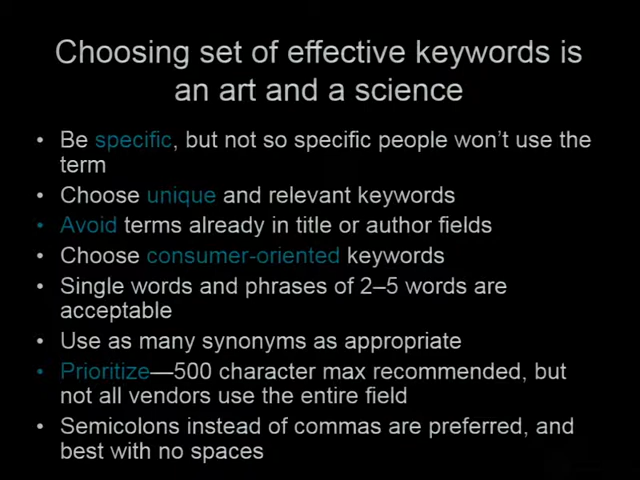 Choosing set of effective keywords is
an art and a science
• Be specific, but not so specific people won't use the
term
• Choose unique and relevant keywords
• Avoid terms already in title or author fields
• Choose consumer-oriented keywords
• Single words and phrases of 2–5 words are
acceptable
• Use as many synonyms as appropriate
• Prioritize—500 character max recommended, but
not all vendors use the entire field
• Semicolons instead of commas are preferred, and
best with no spaces